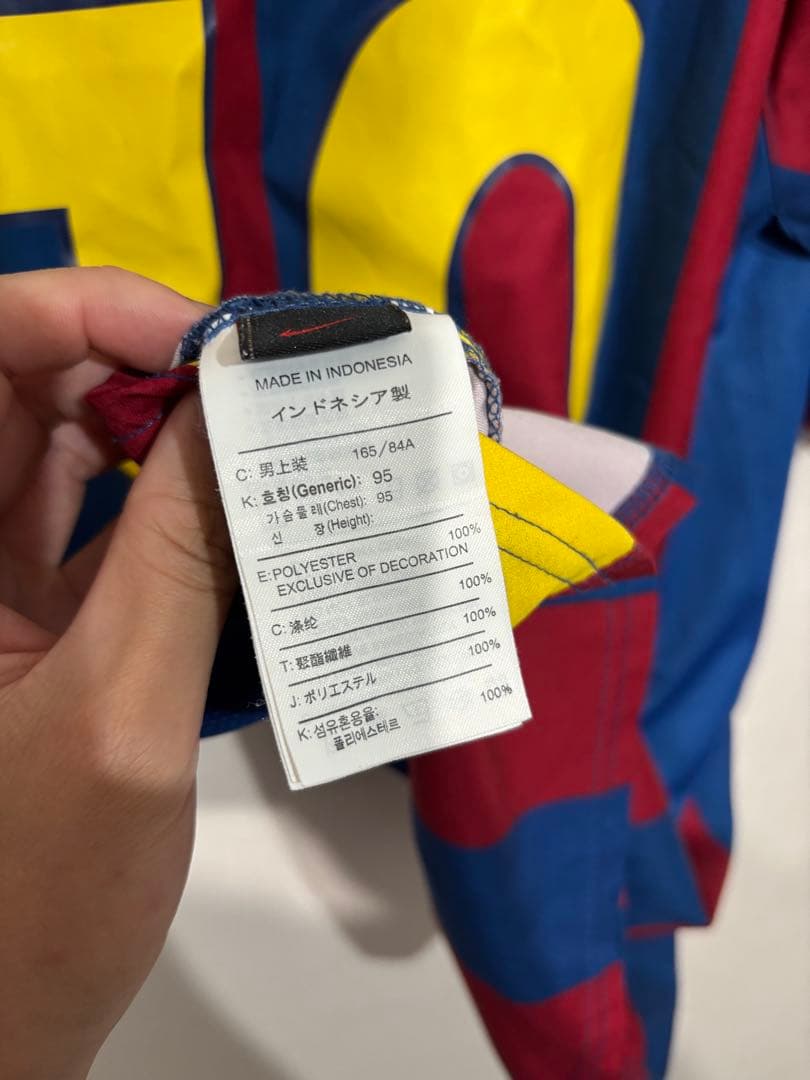 MADE IN INDONESIA
インドネシア製
C: 男上装 165/84A
K: 호칭(Generic): 95
가슴둘레(Chest): 95
신 장(Height):
E: POLYESTER 100%
EXCLUSIVE OF DECORATION
C: 涤纶 100%
T: 聚酯纖維 100%
J: ポリエステル 100%
K: 섬유혼용율: 100%
폴리에스테르